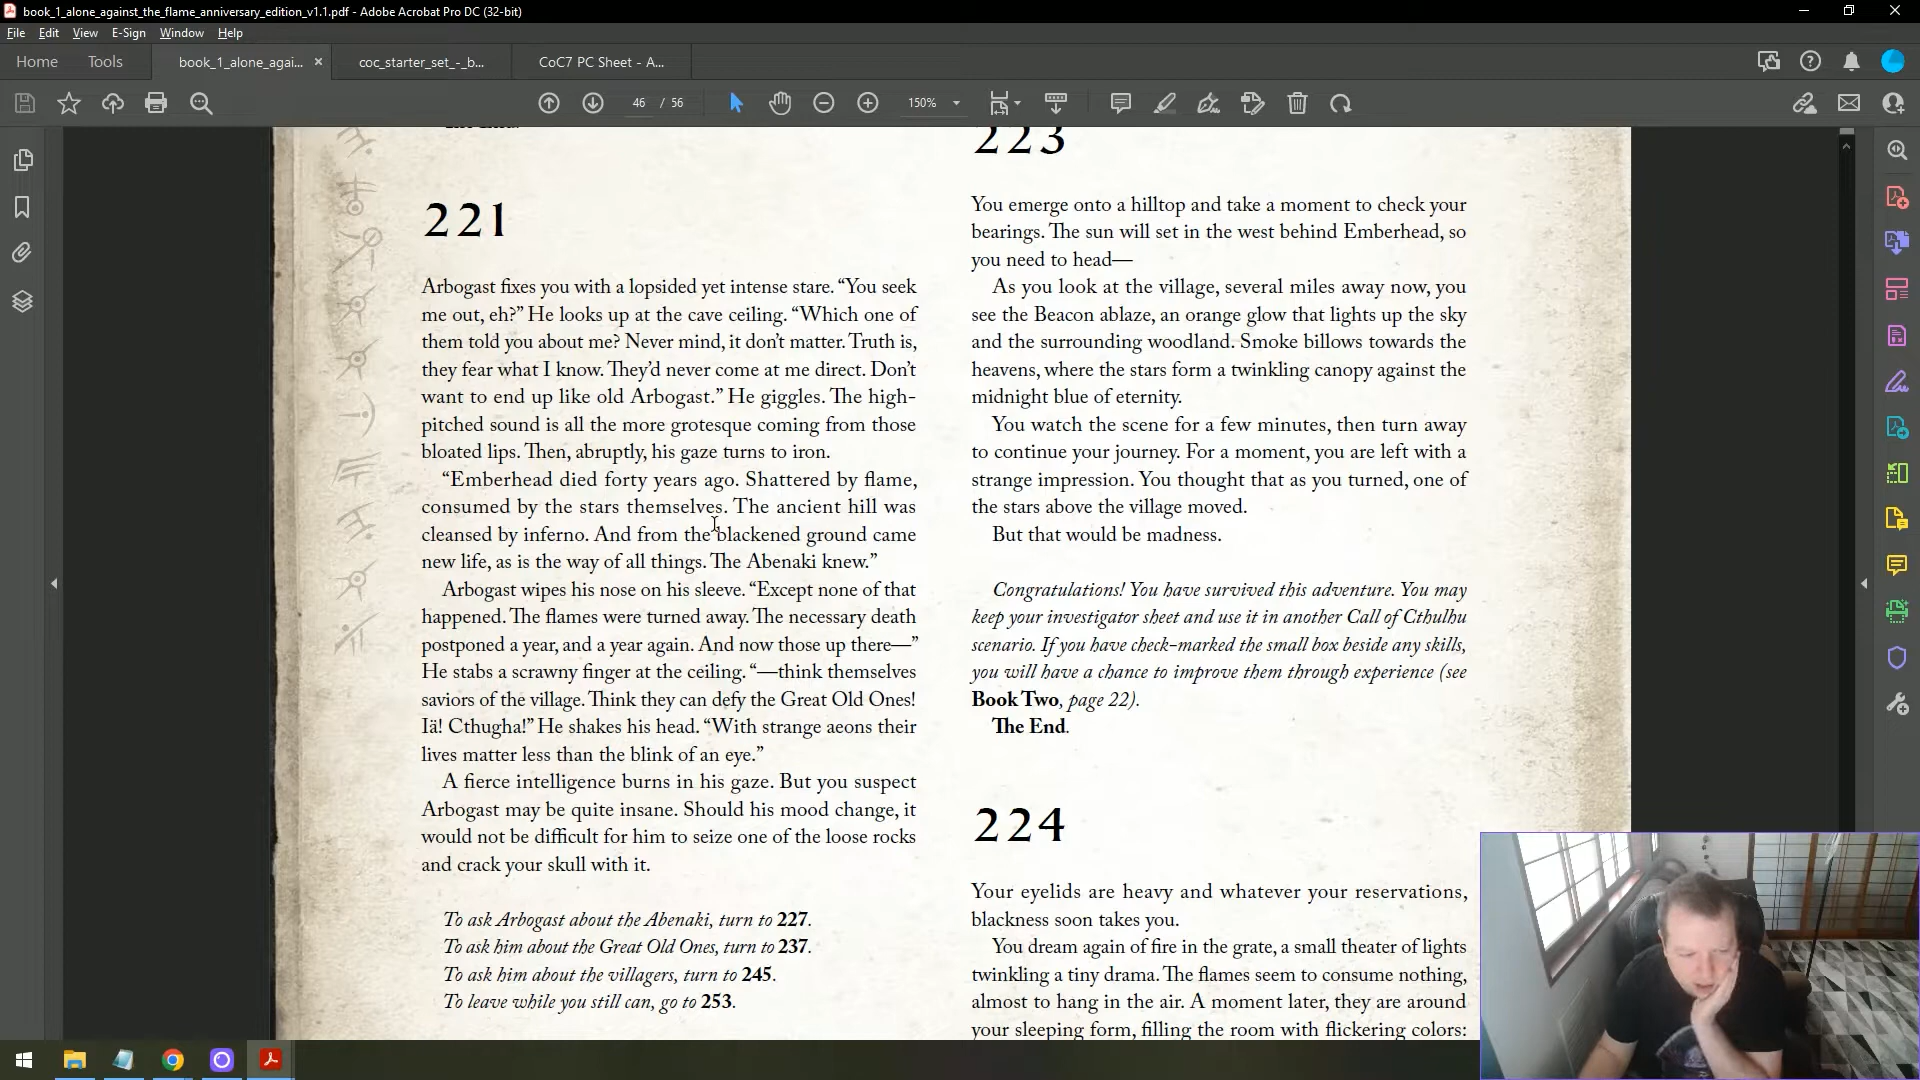 book_1_alone_against_the_flame_anniversary_edition_v1.1.pdf - Adobe Acrobat Pro DC (32-bit)
File Edit View E-Sign Window Help
Home Tools book_1_alone_agai... × coc_starter_set_-_b... CoC7 PC Sheet - A...
46 / 56 150%
221
Arbogast fixes you with a lopsided yet intense stare. “You seek
me out, eh?” He looks up at the cave ceiling. “Which one of
them told you about me? Never mind, it don’t matter. Truth is,
they fear what I know. They’d never come at me direct. Don’t
want to end up like old Arbogast.” He giggles. The high-
pitched sound is all the more grotesque coming from those
bloated lips. Then, abruptly, his gaze turns to iron.
“Emberhead died forty years ago. Shattered by flame,
consumed by the stars themselves. The ancient hill was
cleansed by inferno. And from the blackened ground came
new life, as is the way of all things. The Abenaki knew.”
Arbogast wipes his nose on his sleeve. “Except none of that
happened. The flames were turned away. The necessary death
postponed a year, and a year again. And now those up there—”
He stabs a scrawny finger at the ceiling. “—think themselves
saviors of the village. Think they can defy the Great Old Ones!
Iä! Cthugha!” He shakes his head. “With strange aeons their
lives matter less than the blink of an eye.”
A fierce intelligence burns in his gaze. But you suspect
Arbogast may be quite insane. Should his mood change, it
would not be difficult for him to seize one of the loose rocks
and crack your skull with it.
To ask Arbogast about the Abenaki, turn to 227.
To ask him about the Great Old Ones, turn to 237.
To ask him about the villagers, turn to 245.
To leave while you still can, go to 253.
223
You emerge onto a hilltop and take a moment to check your
bearings. The sun will set in the west behind Emberhead, so
you need to head—
As you look at the village, several miles away now, you
see the Beacon ablaze, an orange glow that lights up the sky
and the surrounding woodland. Smoke billows towards the
heavens, where the stars form a twinkling canopy against the
midnight blue of eternity.
You watch the scene for a few minutes, then turn away
to continue your journey. For a moment, you are left with a
strange impression. You thought that as you turned, one of
the stars above the village moved.
But that would be madness.
Congratulations! You have survived this adventure. You may
keep your investigator sheet and use it in another Call of Cthulhu
scenario. If you have check-marked the small box beside any skills,
you will have a chance to improve them through experience (see
Book Two, page 22).
The End.
224
Your eyelids are heavy and whatever your reservations,
blackness soon takes you.
You dream again of fire in the grate, a small theater of lights
twinkling a tiny drama. The flames seem to consume nothing,
almost to hang in the air. A moment later, they are around
your sleeping form, filling the room with flickering colors: